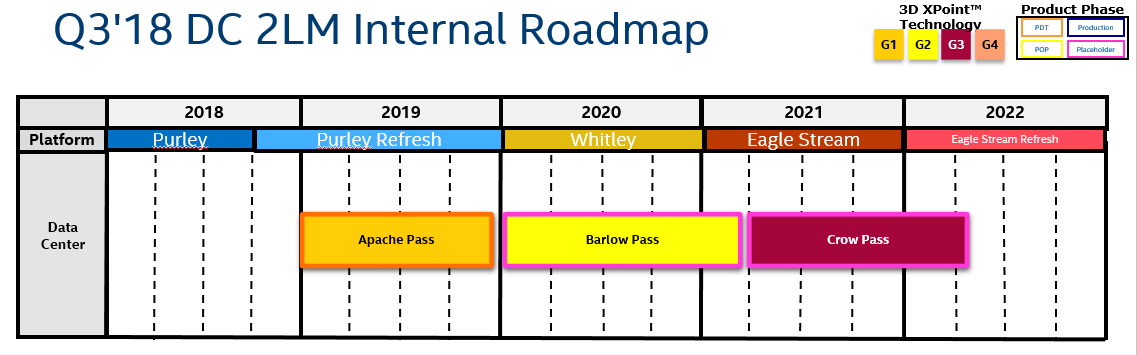 Q3'18 DC 2LM Internal Roadmap
3D XPoint™
Technology
G1 G2 G3 G4
Product Phase
PDT Production
POP Placeholder
2018 2019 2020 2021 2022
Platform Purley Purley Refresh Whitley Eagle Stream Eagle Stream Refresh
Data
Center
Apache Pass Barlow Pass Crow Pass